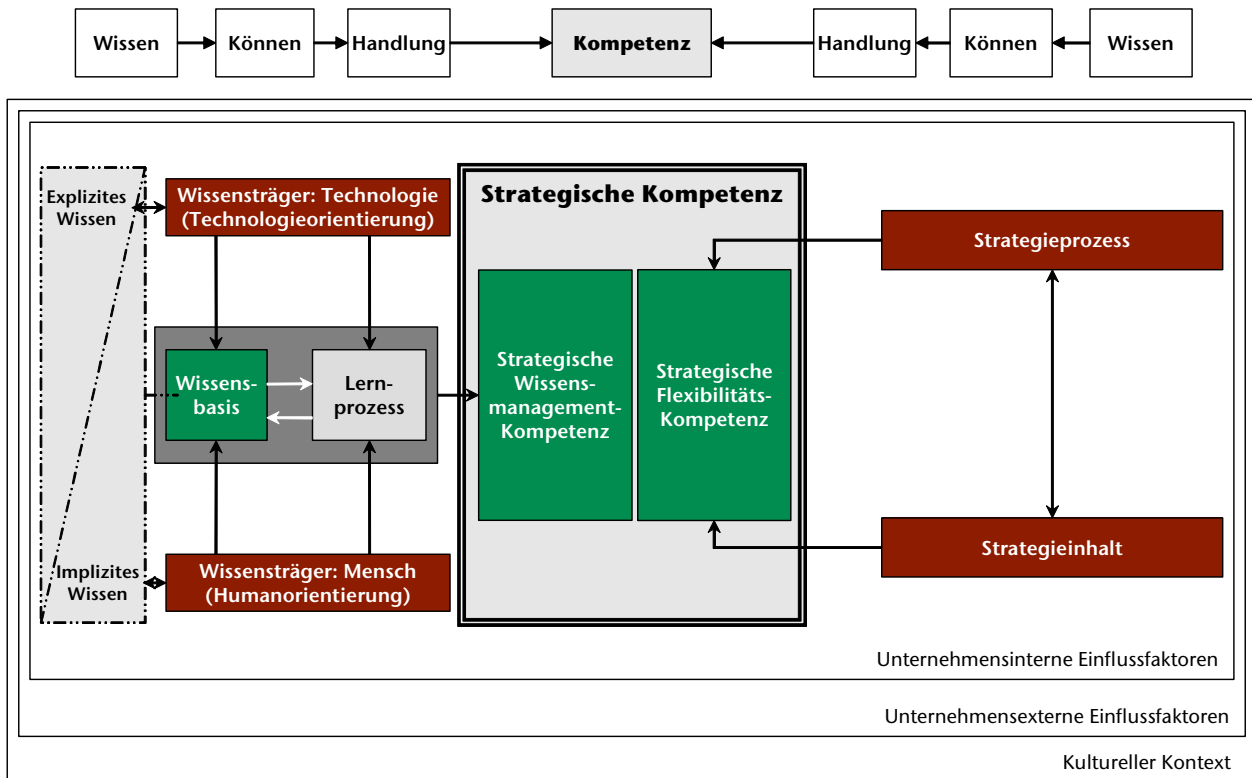 Wissen
Können
Handlung
Kompetenz
Handlung
Können
Wissen
Explizites
Wissen
Wissensträger: Technologie
(Technologieorientierung)
Strategische Kompetenz
Strategieprozess
Wissens-
basis
Lern-
prozess
Strategische
Wissens-
management-
Kompetenz
Strategische
Flexibilitäts-
Kompetenz
Implizites
Wissen
Wissensträger: Mensch
(Humanorientierung)
Strategieinhalt
Unternehmensinterne Einflussfaktoren
Unternehmensexterne Einflussfaktoren
Kultureller Kontext